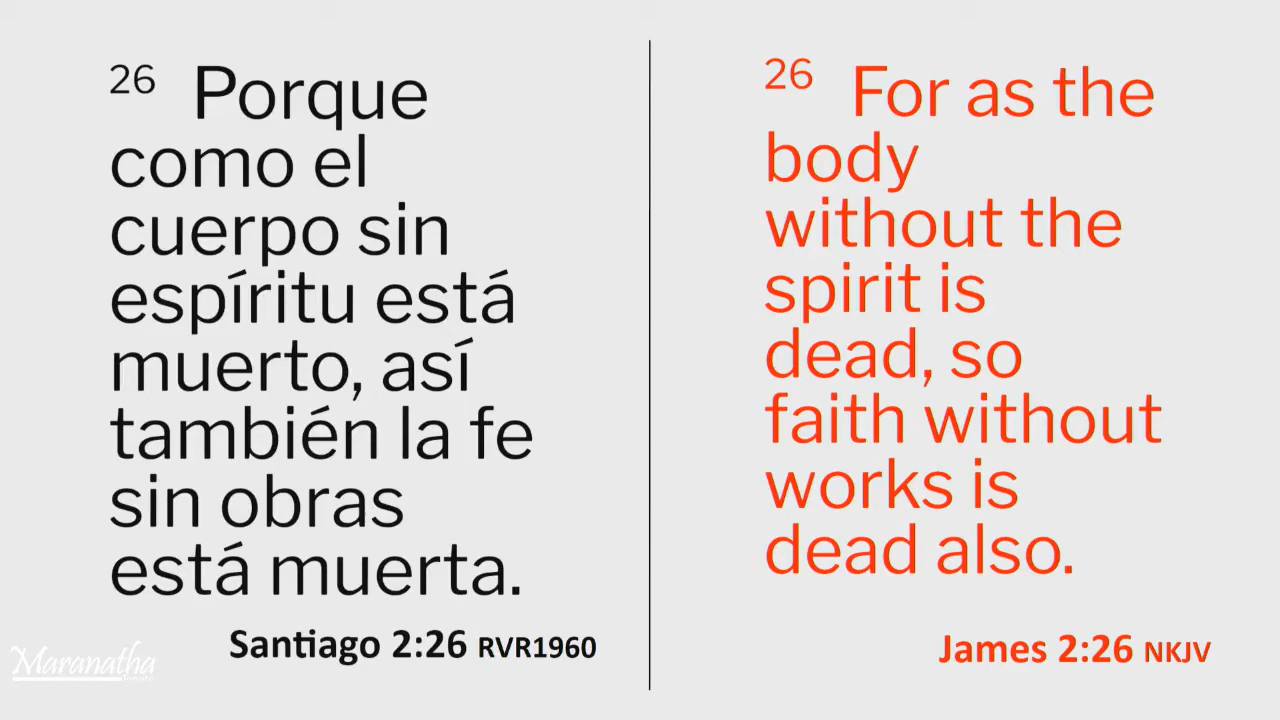 26 Porque
como el
cuerpo sin
espíritu está
muerto, así
también la fe
sin obras
está muerta.
Santiago 2:26 RVR1960
26 For as the
body
without the
spirit is
dead, so
faith without
works is
dead also.
James 2:26 NKJV
Maranatha